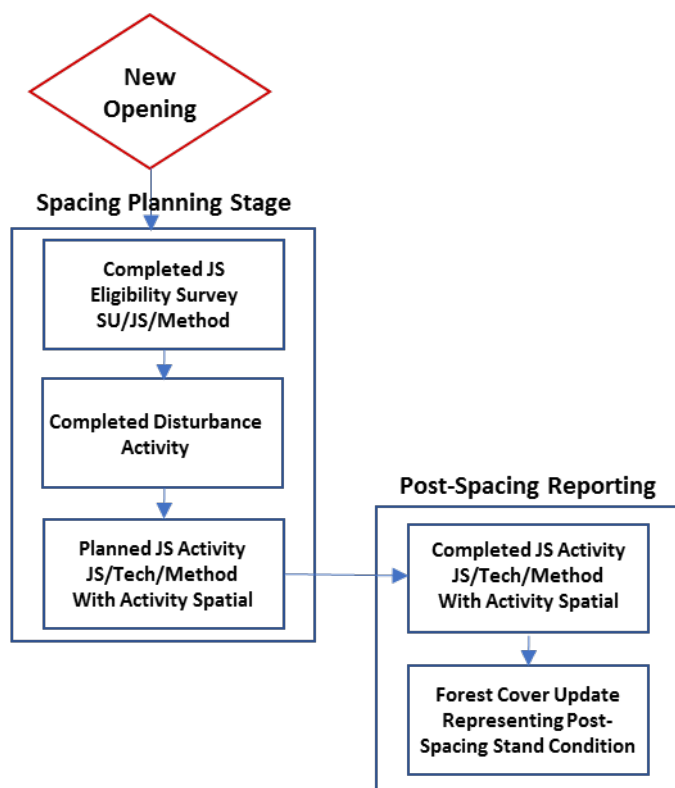 New
Opening
Spacing Planning Stage
Completed JS
Eligibility Survey
SU/JS/Method
Completed Disturbance
Activity
Planned JS Activity
JS/Tech/Method
With Activity Spatial
Post-Spacing Reporting
Completed JS Activity
JS/Tech/Method
With Activity Spatial
Forest Cover Update
Representing Post-
Spacing Stand Condition